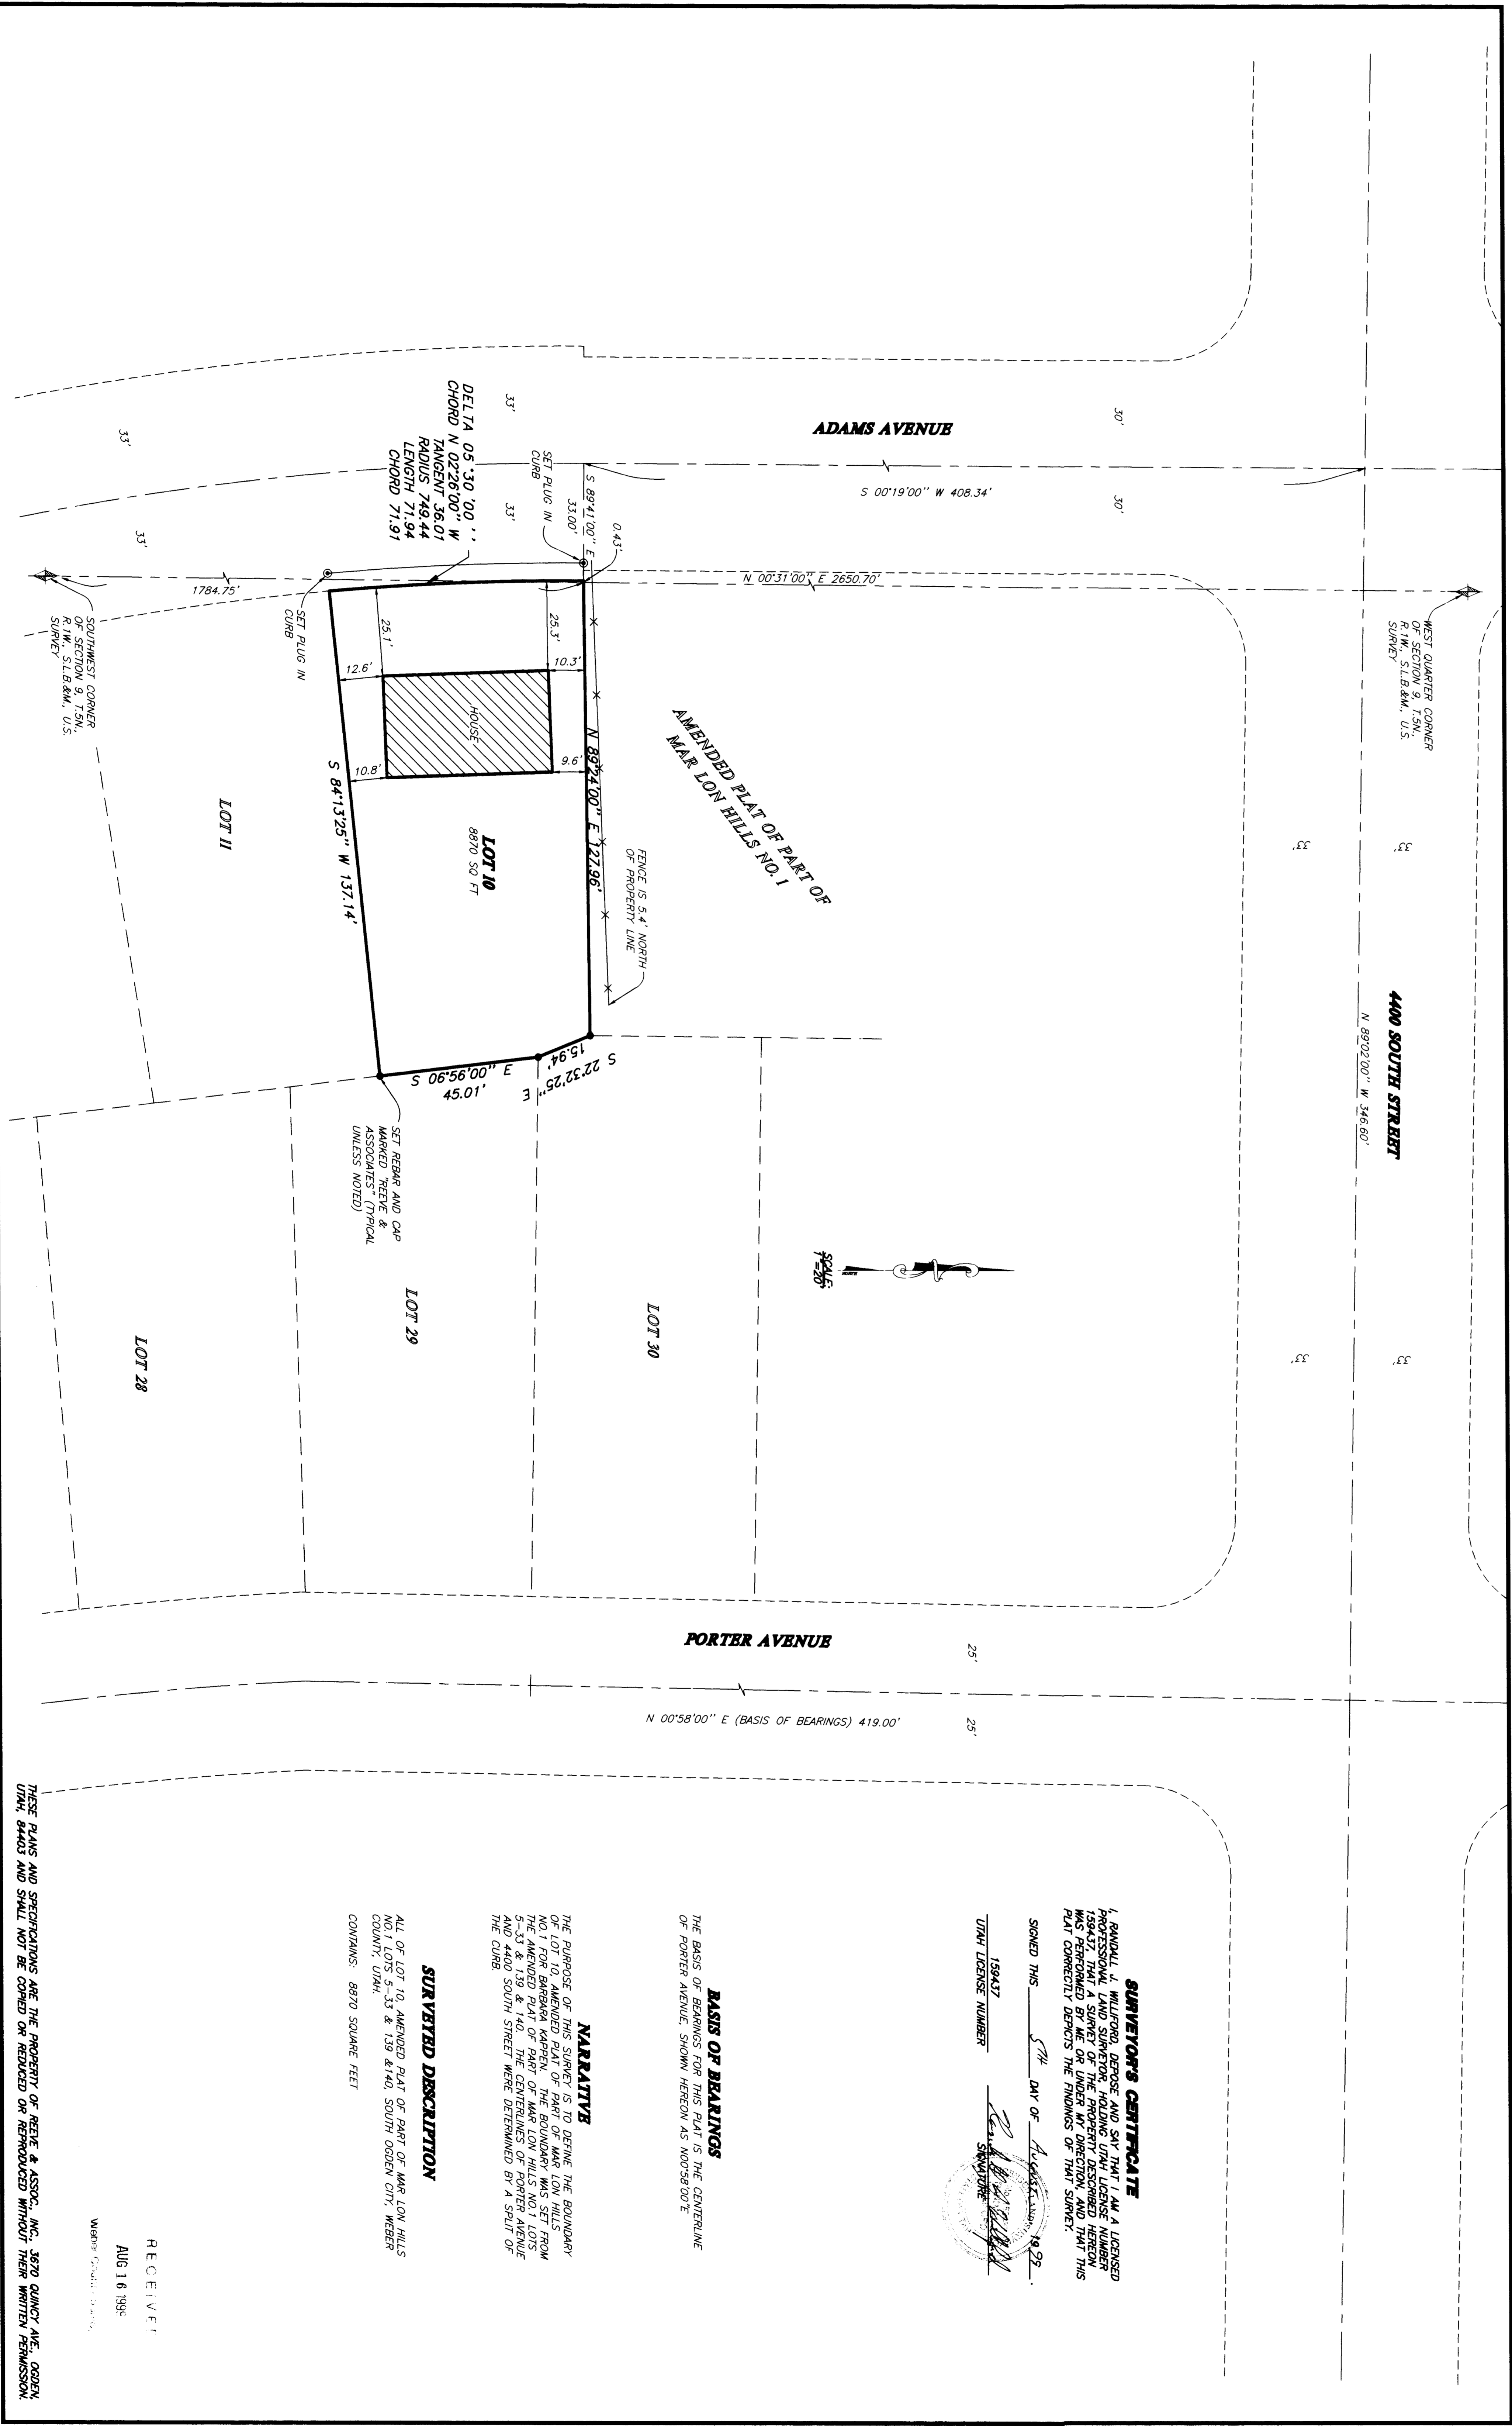 WEST QUARTER CORNER
OF SECTION 9, T.5N.,
R.1W., S.L.B.&M., U.S.
SURVEY
33'
33'
33'
33'
4400 SOUTH STREET
N 89°02'00" W 346.60'
30'
30'
ADAMS AVENUE
S 00°19'00" W 408.34'
N 00°31'00" E 2650.70'
AMENDED PLAT OF PART OF
MAR LON HILLS NO. 1
FENCE IS 5.4' NORTH
OF PROPERTY LINE
0.43'
S 89°41'00" E
33.00'
SET PLUG IN
CURB
33'
33'
DELTA 05°30'00''
CHORD N 02°26'00" W
TANGENT 36.01
RADIUS 749.44
LENGTH 71.94
CHORD 71.91
N 89°24'00" E 127.96'
25.3'
10.3'
9.6'
HOUSE
25.1'
12.6'
10.8'
LOT 10
8870 SQ FT
S 22°32'25" E
15.94'
S 06°56'00" E
45.01'
S 84°13'25" W 137.14'
SET PLUG IN
CURB
SET REBAR AND CAP
MARKED "REEVE &
ASSOCIATES" (TYPICAL
UNLESS NOTED)
LOT 11
1784.75'
33'
33'
SOUTHWEST CORNER
OF SECTION 9, T.5N.,
R.1W., S.L.B.&M., U.S.
SURVEY
LOT 30
LOT 29
LOT 28
SCALE:
1"=20'
PORTER AVENUE
25'
25'
N 00°58'00'' E (BASIS OF BEARINGS) 419.00'
SURVEYOR'S CERTIFICATE
I, RANDALL J. WILLIFORD, DEPOSE AND SAY THAT I AM A LICENSED
PROFESSIONAL LAND SURVEYOR, HOLDING UTAH LICENSE NUMBER
159437, THAT A SURVEY OF THE PROPERTY DESCRIBED HEREON
WAS PERFORMED BY ME OR UNDER MY DIRECTION, AND THAT THIS
PLAT CORRECTLY DEPICTS THE FINDINGS OF THAT SURVEY.
SIGNED THIS 5TH DAY OF August, 1999.
159437
UTAH LICENSE NUMBER SIGNATURE
BASIS OF BEARINGS
THE BASIS OF BEARINGS FOR THIS PLAT IS THE CENTERLINE
OF PORTER AVENUE, SHOWN HEREON AS N00°58'00"E
NARRATIVE
THE PURPOSE OF THIS SURVEY IS TO DEFINE THE BOUNDARY
OF LOT 10, AMENDED PLAT OF PART OF MAR LON HILLS
NO.1 FOR BARBARA KAPPEN. THE BOUNDARY WAS SET FROM
THE AMENDED PLAT OF PART OF MAR LON HILLS NO.1 LOTS
5-33 & 139 & 140. THE CENTERLINES OF PORTER AVENUE
AND 4400 SOUTH STREET WERE DETERMINED BY A SPLIT OF
THE CURB.
SURVEYED DESCRIPTION
ALL OF LOT 10, AMENDED PLAT OF PART OF MAR LON HILLS
NO.1 LOTS 5-33 & 139 &140, SOUTH OGDEN CITY, WEBER
COUNTY, UTAH.
CONTAINS: 8870 SQUARE FEET
RECEIVE
AUG 16 1999
Weber
THESE PLANS AND SPECIFICATIONS ARE THE PROPERTY OF REEVE & ASSOC., INC., 3670 QUINCY AVE., OGDEN,
UTAH, 84403 AND SHALL NOT BE COPIED OR REDUCED OR REPRODUCED WITHOUT THEIR WRITTEN PERMISSION.